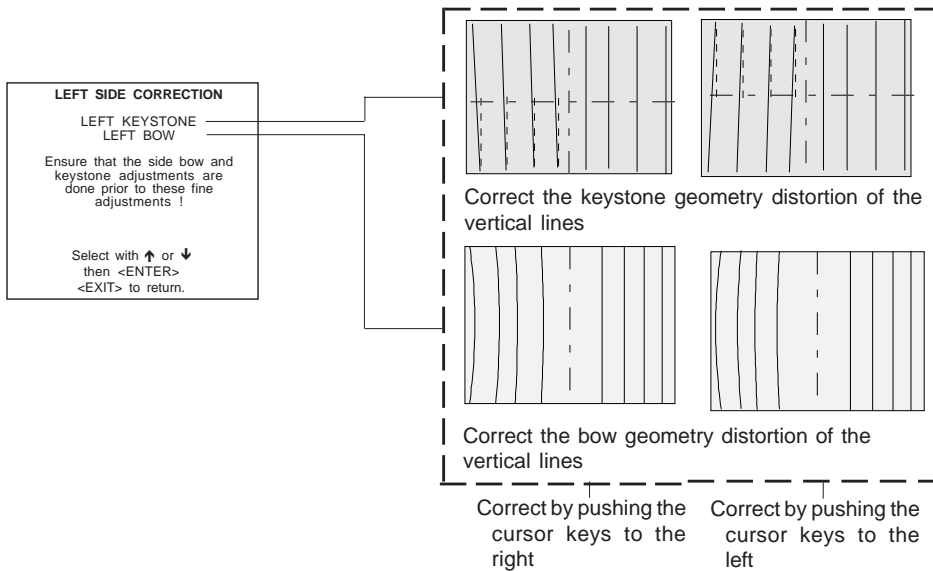 LEFT SIDE CORRECTION
LEFT KEYSTONE
LEFT BOW
Ensure that the side bow and
keystone adjustments are
done prior to these fine
adjustments !
Select with ↑ or ↓
then <ENTER>
<EXIT> to return.
Correct the keystone geometry distortion of the
vertical lines
Correct the bow geometry distortion of the
vertical lines
Correct by pushing the
cursor keys to the
right
Correct by pushing the
cursor keys to the
left